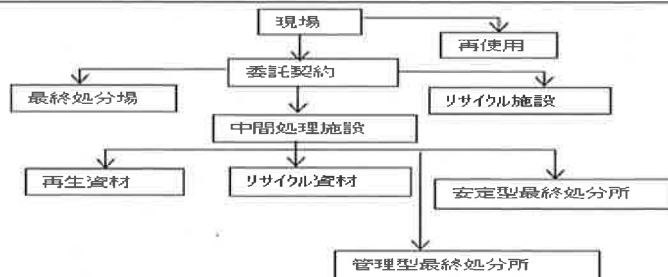 現場
再使用
委託契約
最終処分場
リサイクル施設
中間処理施設
再生資材
リサイクル資材
安定型最終処分所
管理型最終処分所